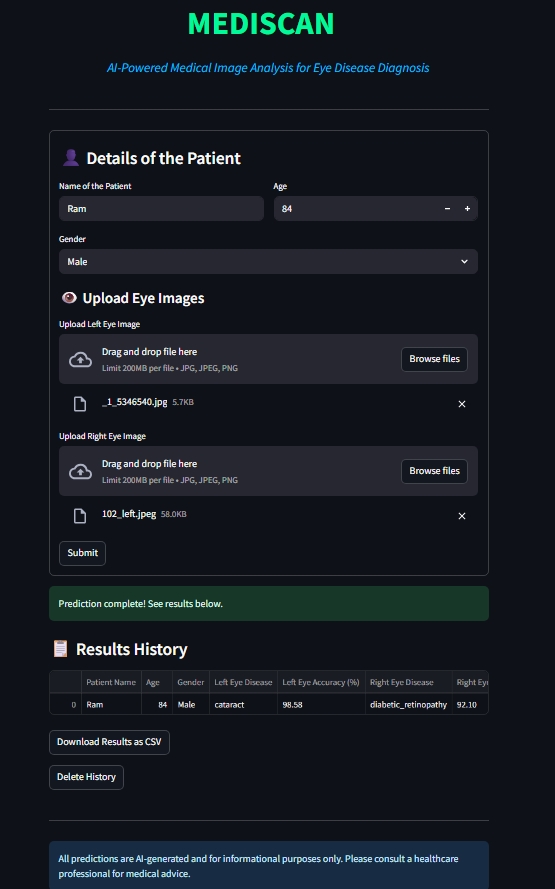 MEDISCAN
AI-Powered Medical Image Analysis for Eye Disease Diagnosis
Details of the Patient
Name of the Patient
Age
Ram
84
Gender
Male
Upload Eye Images
Upload Left Eye Image
Drag and drop file here
Limit 200MB per file • JPG, JPEG, PNG
Browse files
_1_5346540.jpg 5.7KB
Upload Right Eye Image
Drag and drop file here
Limit 200MB per file • JPG, JPEG, PNG
Browse files
102_left.jpeg 58.0KB
Submit
Prediction complete! See results below.
Results History
Patient Name Age Gender Left Eye Disease Left Eye Accuracy (%) Right Eye Disease Right Ey
0 Ram 84 Male cataract 98.58 diabetic_retinopathy 92.10
Download Results as CSV
Delete History
All predictions are AI-generated and for informational purposes only. Please consult a healthcare
professional for medical advice.